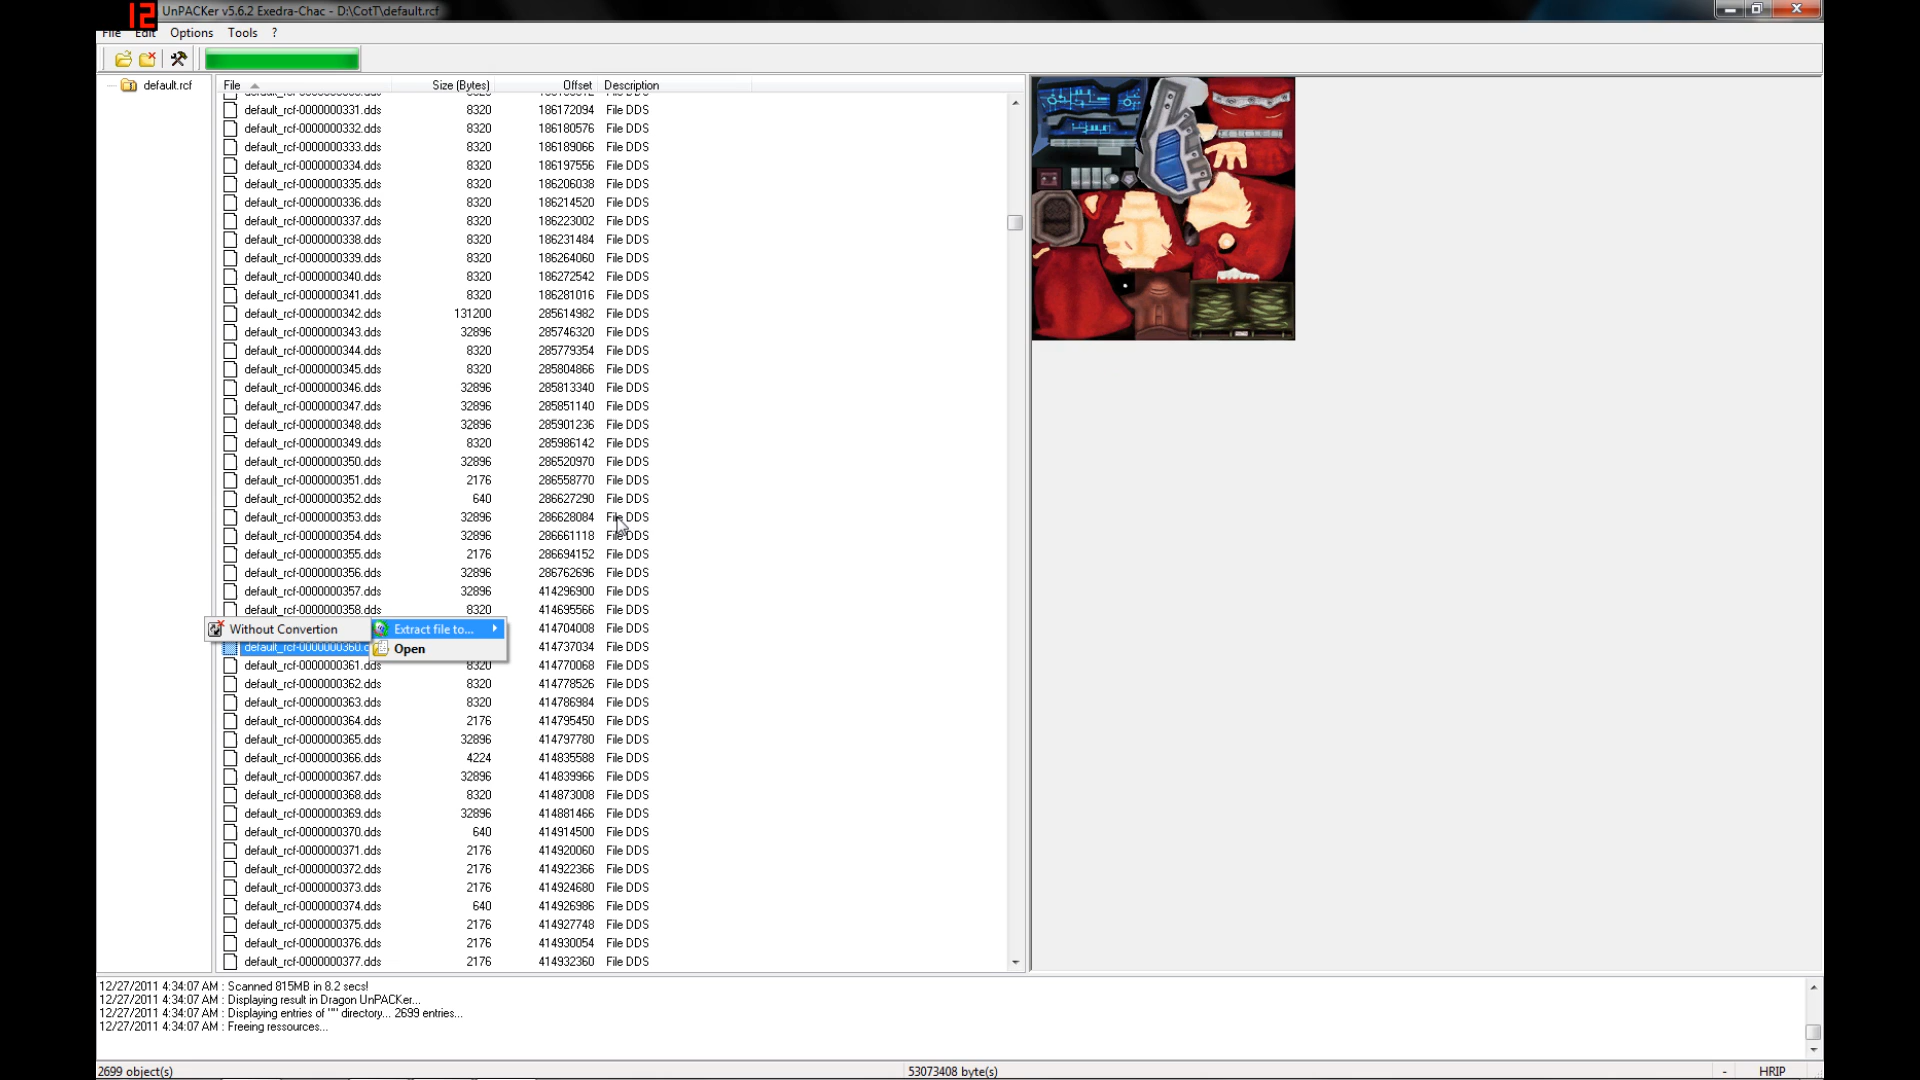 12
UnPACKer v5.6.2 Exedra-Chac - D:\CotT\default.rcf
File Edit Options Tools ?
default.rcf
File Size (Bytes) Offset Description
default_rcf-0000000331.dds 8320 186172094 File DDS
default_rcf-0000000332.dds 8320 186180576 File DDS
default_rcf-0000000333.dds 8320 186189066 File DDS
default_rcf-0000000334.dds 8320 186197556 File DDS
default_rcf-0000000335.dds 8320 186206038 File DDS
default_rcf-0000000336.dds 8320 186214520 File DDS
default_rcf-0000000337.dds 8320 186223002 File DDS
default_rcf-0000000338.dds 8320 186231484 File DDS
default_rcf-0000000339.dds 8320 186264060 File DDS
default_rcf-0000000340.dds 8320 186272542 File DDS
default_rcf-0000000341.dds 8320 186281016 File DDS
default_rcf-0000000342.dds 131200 285614982 File DDS
default_rcf-0000000343.dds 32896 285746320 File DDS
default_rcf-0000000344.dds 8320 285779354 File DDS
default_rcf-0000000345.dds 8320 285804866 File DDS
default_rcf-0000000346.dds 32896 285813340 File DDS
default_rcf-0000000347.dds 32896 285851140 File DDS
default_rcf-0000000348.dds 32896 285901236 File DDS
default_rcf-0000000349.dds 8320 285986142 File DDS
default_rcf-0000000350.dds 32896 286520970 File DDS
default_rcf-0000000351.dds 2176 286558770 File DDS
default_rcf-0000000352.dds 640 286627290 File DDS
default_rcf-0000000353.dds 32896 286628084 File DDS
default_rcf-0000000354.dds 32896 286661118 File DDS
default_rcf-0000000355.dds 2176 286694152 File DDS
default_rcf-0000000356.dds 32896 286762696 File DDS
default_rcf-0000000357.dds 32896 414296900 File DDS
default_rcf-0000000358.dds 8320 414695566 File DDS
Without Convertion Extract file to... 414704008 File DDS
default_rcf-0000000360. Open 414737034 File DDS
default_rcf-0000000361.dds 8320 414770068 File DDS
default_rcf-0000000362.dds 8320 414778526 File DDS
default_rcf-0000000363.dds 8320 414786984 File DDS
default_rcf-0000000364.dds 2176 414795450 File DDS
default_rcf-0000000365.dds 32896 414797780 File DDS
default_rcf-0000000366.dds 4224 414835588 File DDS
default_rcf-0000000367.dds 32896 414839966 File DDS
default_rcf-0000000368.dds 8320 414873008 File DDS
default_rcf-0000000369.dds 32896 414881466 File DDS
default_rcf-0000000370.dds 640 414914500 File DDS
default_rcf-0000000371.dds 2176 414920060 File DDS
default_rcf-0000000372.dds 2176 414922366 File DDS
default_rcf-0000000373.dds 2176 414924680 File DDS
default_rcf-0000000374.dds 640 414926986 File DDS
default_rcf-0000000375.dds 2176 414927748 File DDS
default_rcf-0000000376.dds 2176 414930054 File DDS
default_rcf-0000000377.dds 2176 414932360 File DDS
12/27/2011 4:34:07 AM : Scanned 815MB in 8.2 secs!
12/27/2011 4:34:07 AM : Displaying result in Dragon UnPACKer...
12/27/2011 4:34:07 AM : Displaying entries of "" directory... 2699 entries...
12/27/2011 4:34:07 AM : Freeing ressources...
2699 object(s) 53073408 byte(s) - HRIP